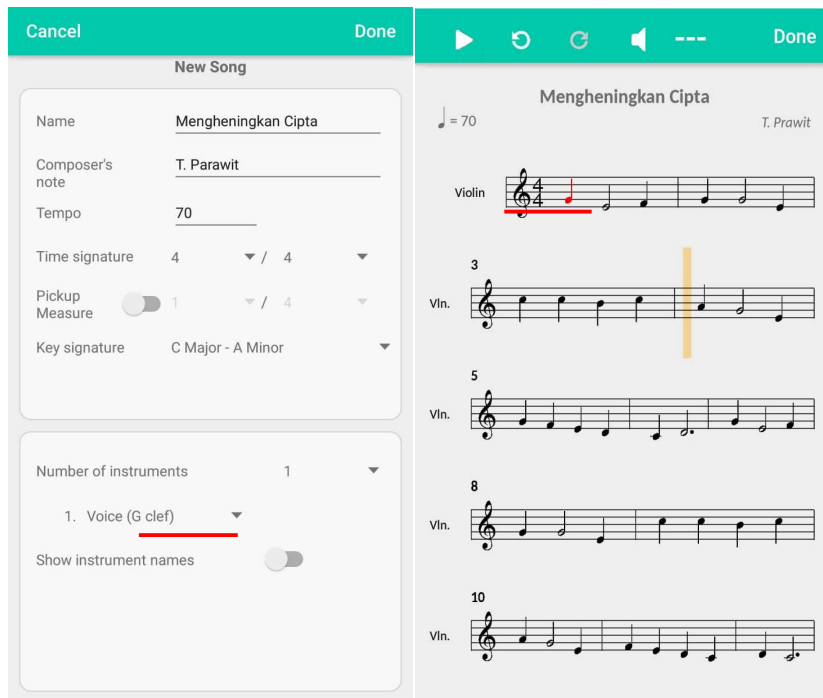 Cancel Done
New Song
Name Mengheningkan Cipta
Composer's note T. Parawit
Tempo 70
Time signature 4 / 4
Pickup Measure 1 / 4
Key signature C Major - A Minor
Number of instruments 1
1. Voice (G clef)
Show instrument names
Done
Mengheningkan Cipta
= 70
T. Prawit
Violin 4 4
3
Vln.
5
Vln.
8
Vln.
10
Vln.